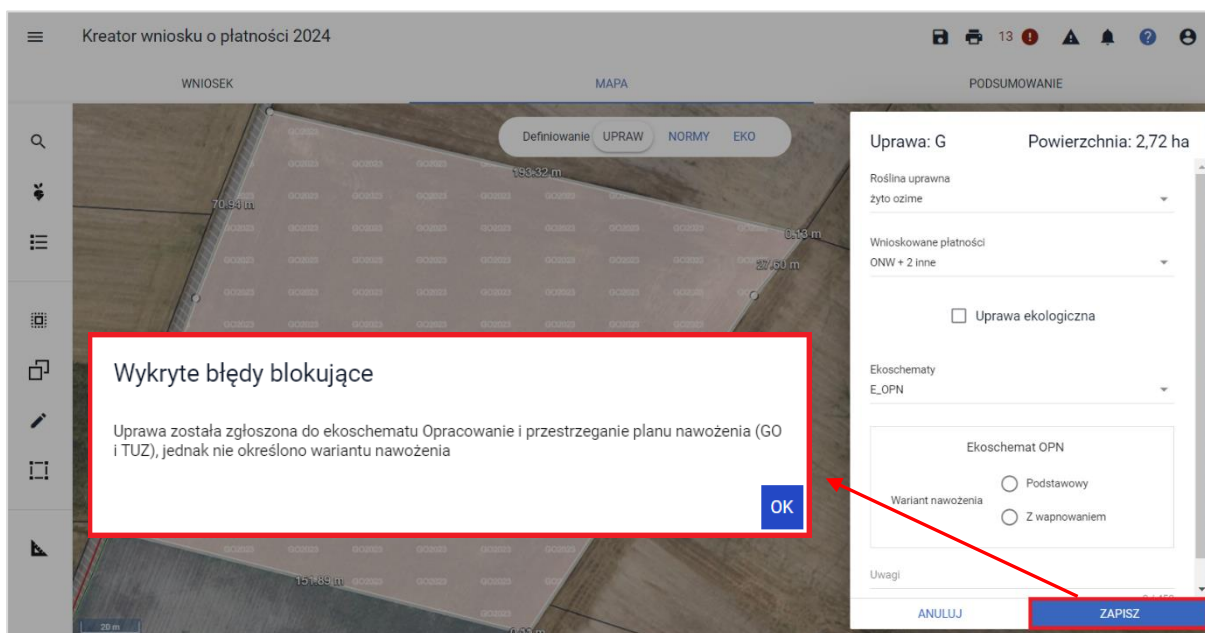 Kreator wniosku o płatności 2024
13
WNIOSEK
MAPA
PODSUMOWANIE
Definiowanie UPRAW NORMY EKO
193.32 m
70.94 m
0.13 m
27.60 m
GO2023
Uprawa: G Powierzchnia: 2,72 ha
Roślina uprawna
żyto ozime
Wnioskowane płatności
ONW + 2 inne
Uprawa ekologiczna
Ekoschematy
E_OPN
Ekoschemat OPN
Wariant nawożenia
Podstawowy
Z wapnowaniem
Uwagi
ANULUJ ZAPISZ
Wykryte błędy blokujące
Uprawa została zgłoszona do ekoschematu Opracowanie i przestrzeganie planu nawożenia (GO
i TUZ), jednak nie określono wariantu nawożenia
OK
151.89 m
20 m